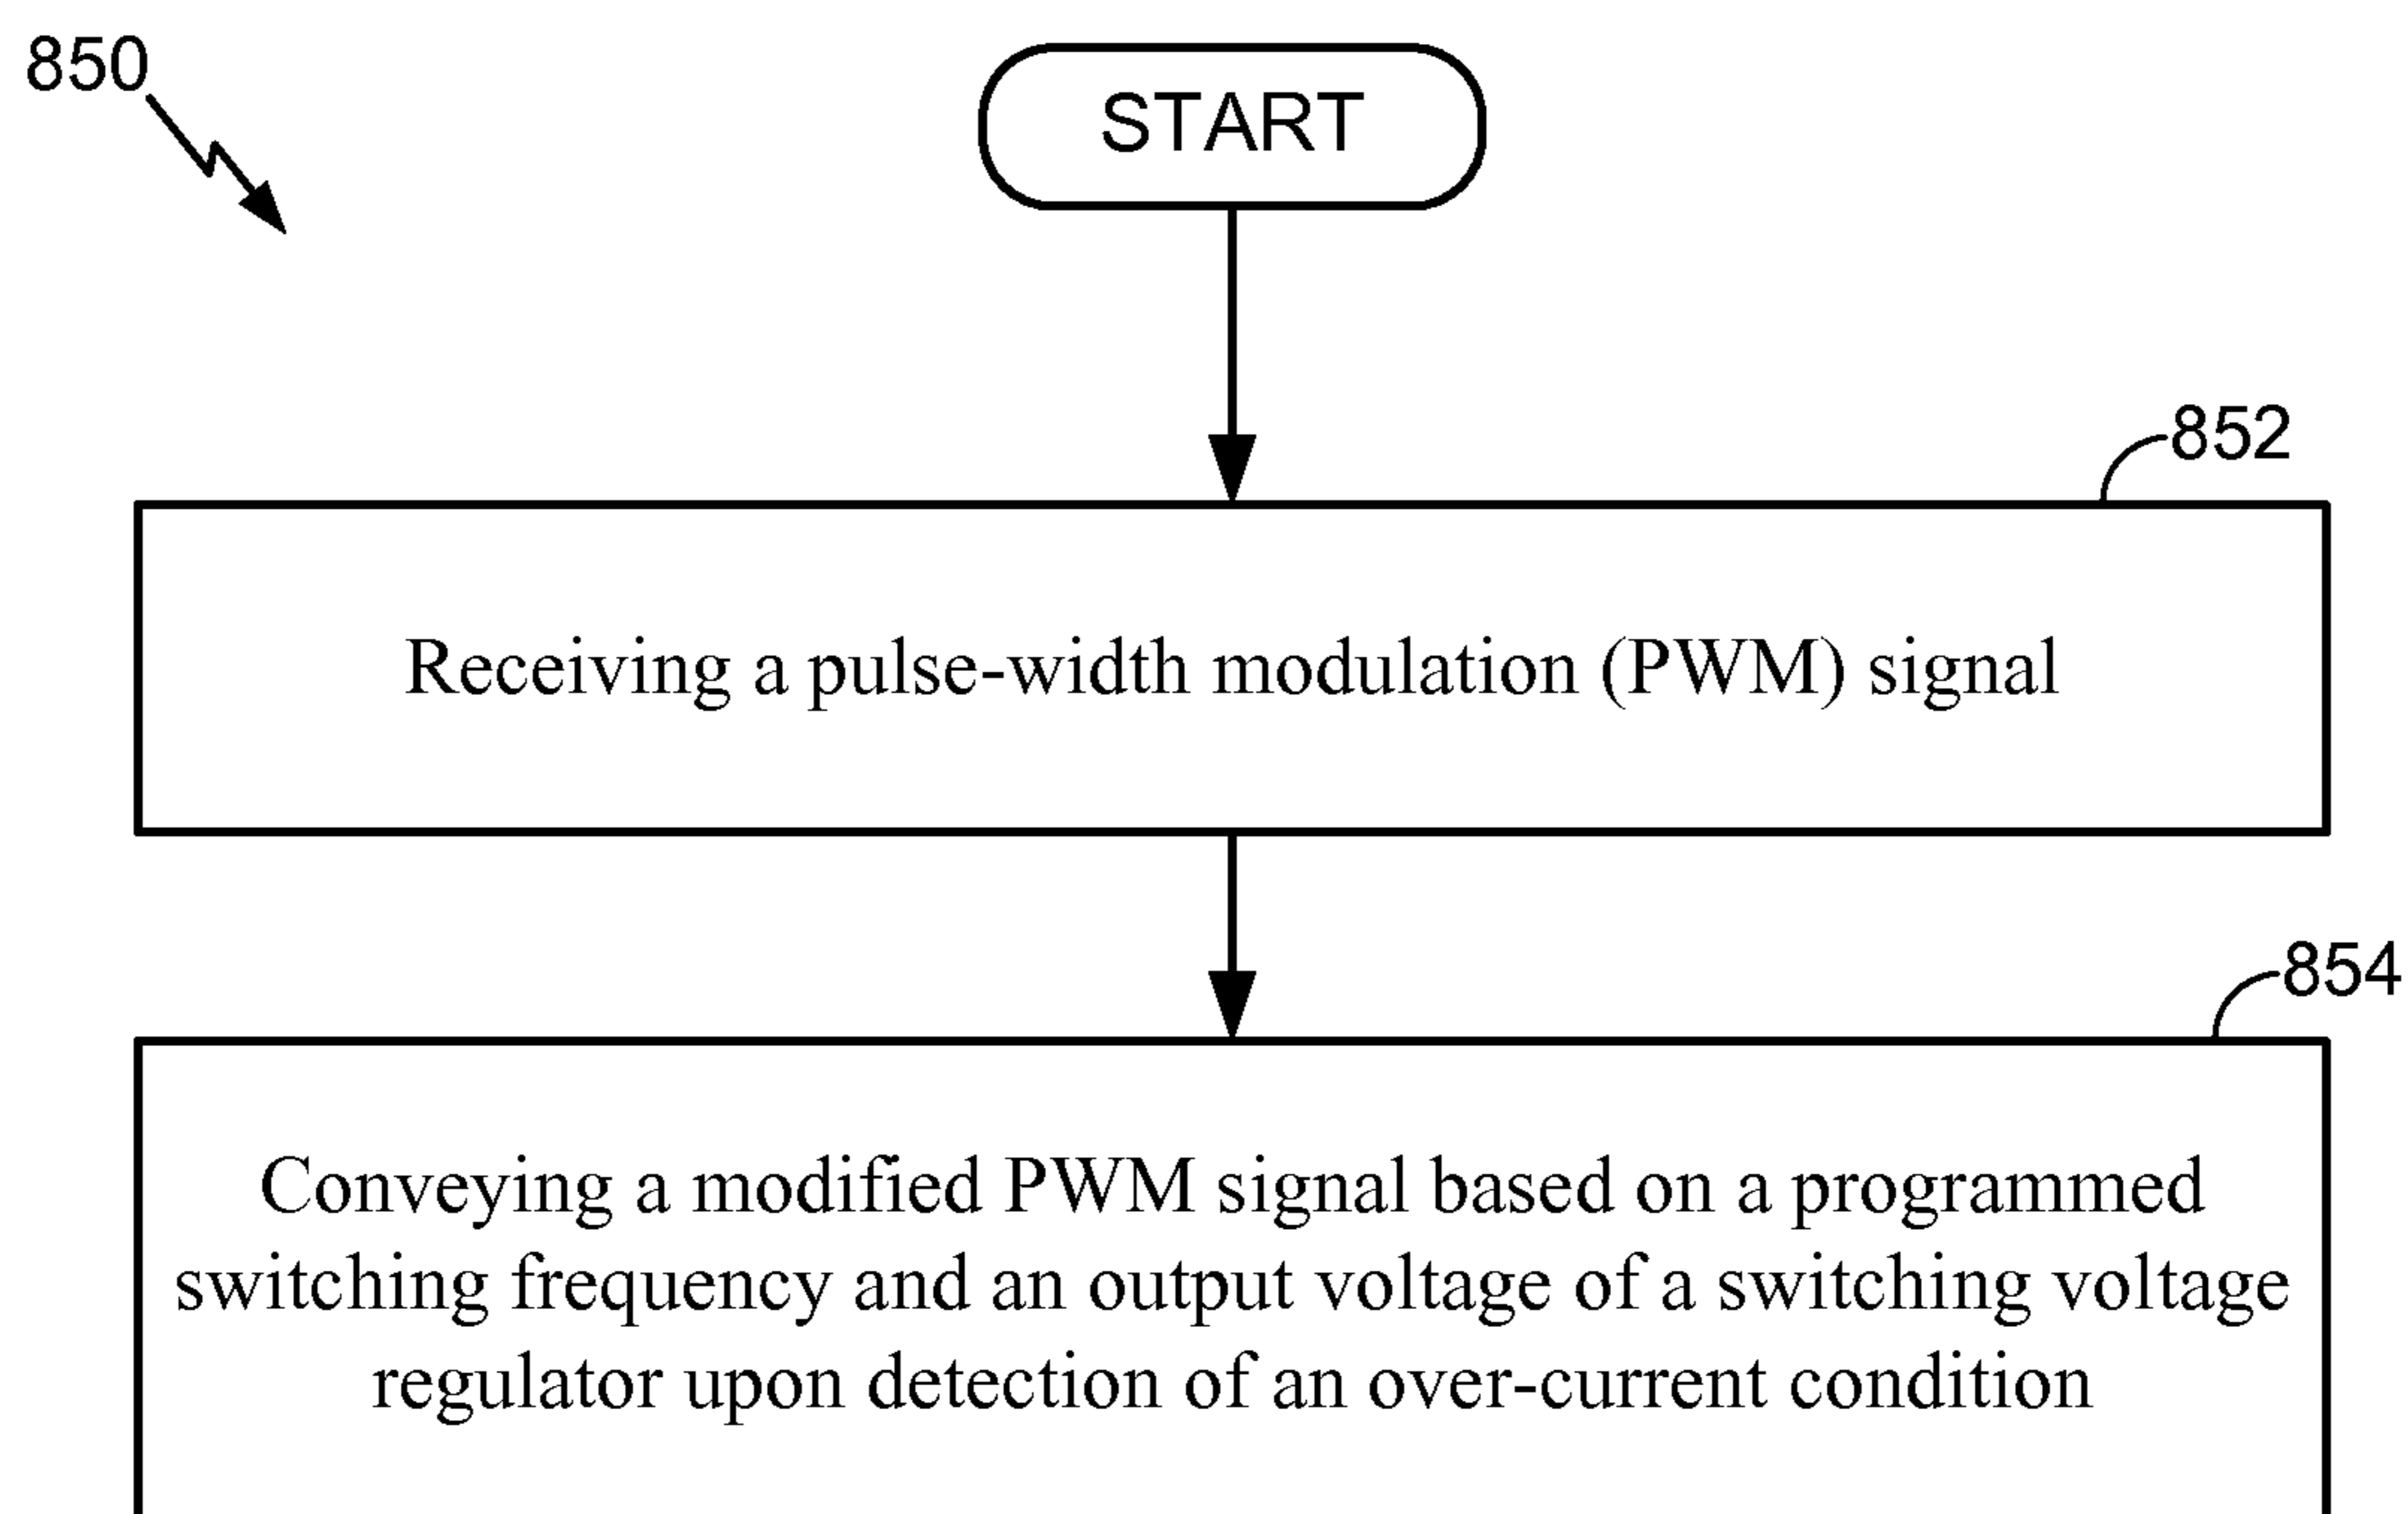 850
START
852
Receiving a pulse-width modulation (PWM) signal
854
Conveying a modified PWM signal based on a programmed
switching frequency and an output voltage of a switching voltage
regulator upon detection of an over-current condition